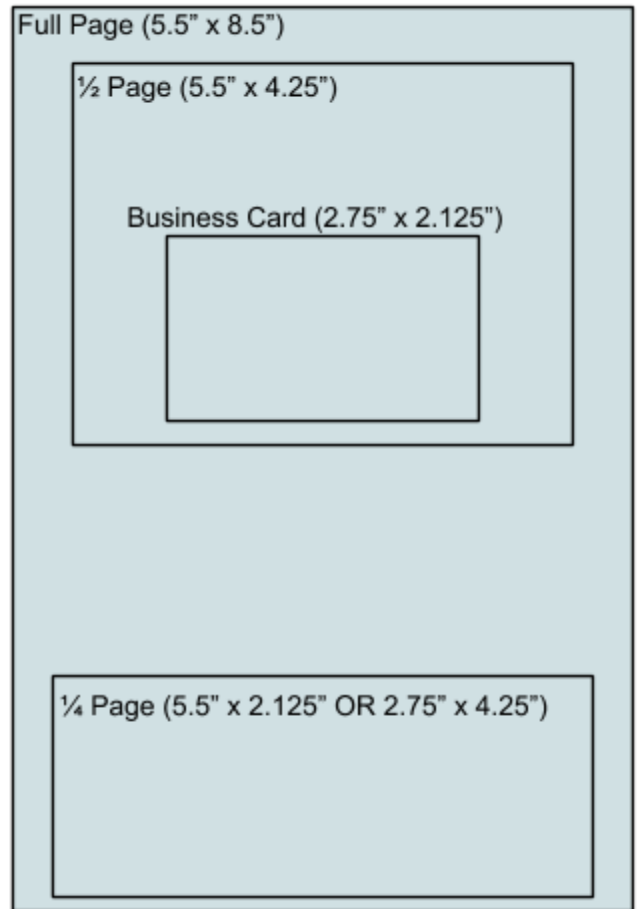 Full Page (5.5” x 8.5”)
½ Page (5.5” x 4.25”)
Business Card (2.75” x 2.125”)
¼ Page (5.5” x 2.125” OR 2.75” x 4.25”)